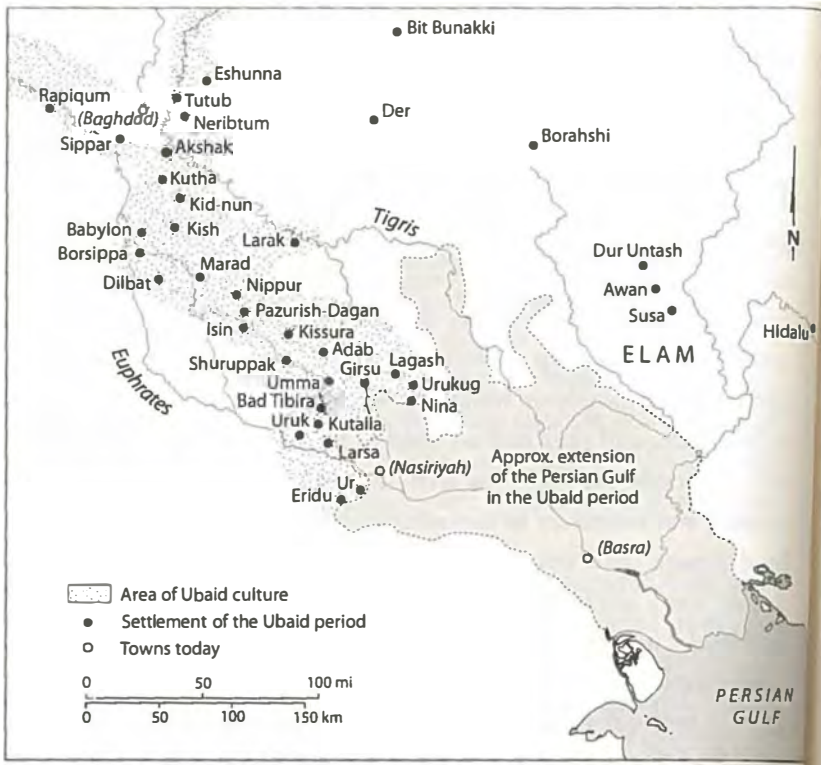 Bit Bunakki
Eshunna
Rapiqum
Tutub
(Baghdad)
Neribtum
Der
Sippar
Akshak
Borahshi
Kutha
Kid-nun
Tigris
N
Babylon
Kish
Larak
Borsippa
Dur Untash
Dilbat
Marad
Nippur
Awan
Pazurish-Dagan
Susa
Isin
Kissura
Hidalu
Adab
ELAM
Shuruppak
Girsu
Lagash
Euphrates
Umma
Urukug
Bad Tibira
Nina
Uruk
Kutalla
Larsa
Approx. extension
of the Persian Gulf
in the Ubaid period
(Nasiriyah)
Ur
Eridu
(Basra)
Area of Ubaid culture
Settlement of the Ubaid period
Towns today
0 50 100 mi
0 50 100 150 km
PERSIAN
GULF